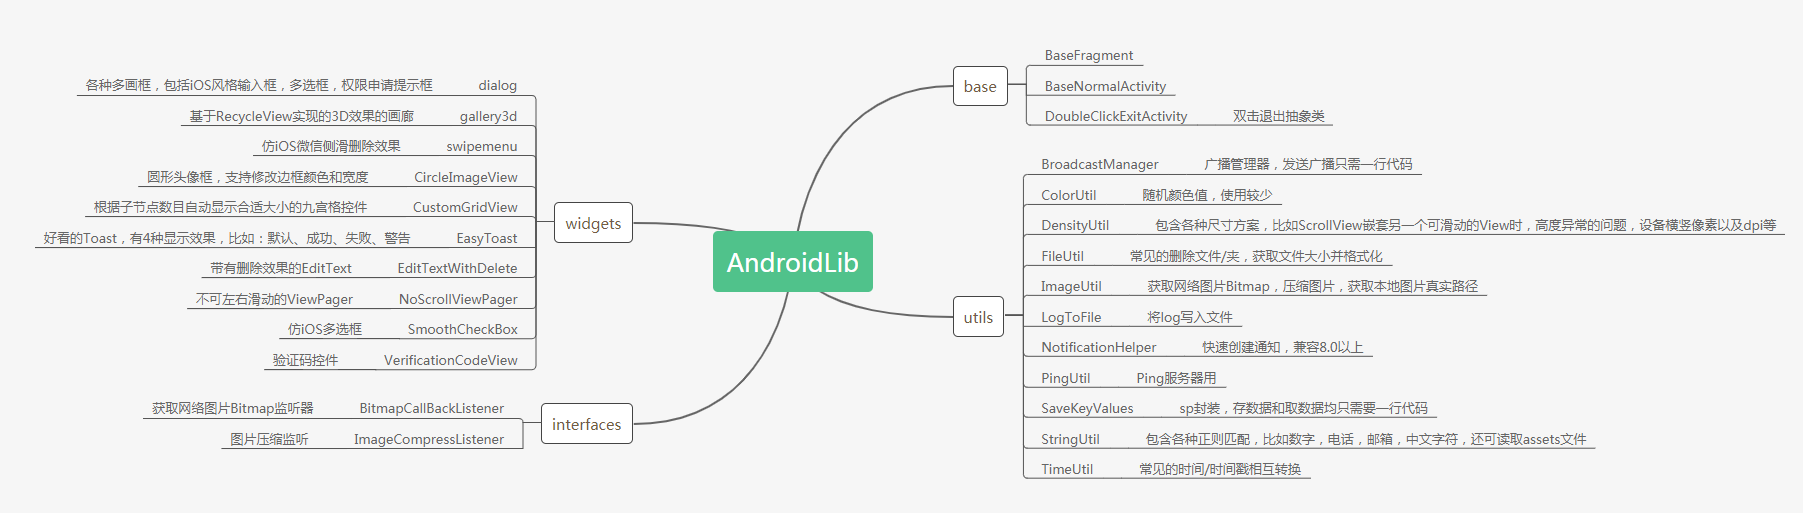 AndroidLib
base
BaseFragment
BaseNormalActivity
DoubleClickExitActivity 双击退出抽象类
utils
BroadcastManager 广播管理器，发送广播只需一行代码
ColorUtil 随机颜色值，使用较少
DensityUtil 包含各种尺寸方案，比如ScrollView嵌套另一个可滑动的View时，高度异常的问题，设备横竖像素以及dpi等
FileUtil 常见的删除文件/夹，获取文件大小并格式化
ImageUtil 获取网络图片Bitmap，压缩图片，获取本地图片真实路径
LogToFile 将log写入文件
NotificationHelper 快速创建通知，兼容8.0以上
PingUtil Ping服务器用
SaveKeyValues sp封装，存数据和取数据均只需要一行代码
StringUtil 包含各种正则匹配，比如数字，电话，邮箱，中文字符，还可读取assets文件
TimeUtil 常见的时间/时间戳相互转换
widgets
各种多画框，包括iOS风格输入框，多选框，权限申请提示框 dialog
基于RecycleView实现的3D效果的画廊 gallery3d
仿iOS微信侧滑删除效果 swipemenu
圆形头像框，支持修改边框颜色和宽度 CircleImageView
根据子节点数目自动显示合适大小的九宫格控件 CustomGridView
好看的Toast，有4种显示效果，比如：默认、成功、失败、警告 EasyToast
带有删除效果的EditText EditTextWithDelete
不可左右滑动的ViewPager NoScrollViewPager
仿iOS多选框 SmoothCheckBox
验证码控件 VerificationCodeView
interfaces
获取网络图片Bitmap监听器 BitmapCallBackListener
图片压缩监听 ImageCompressListener